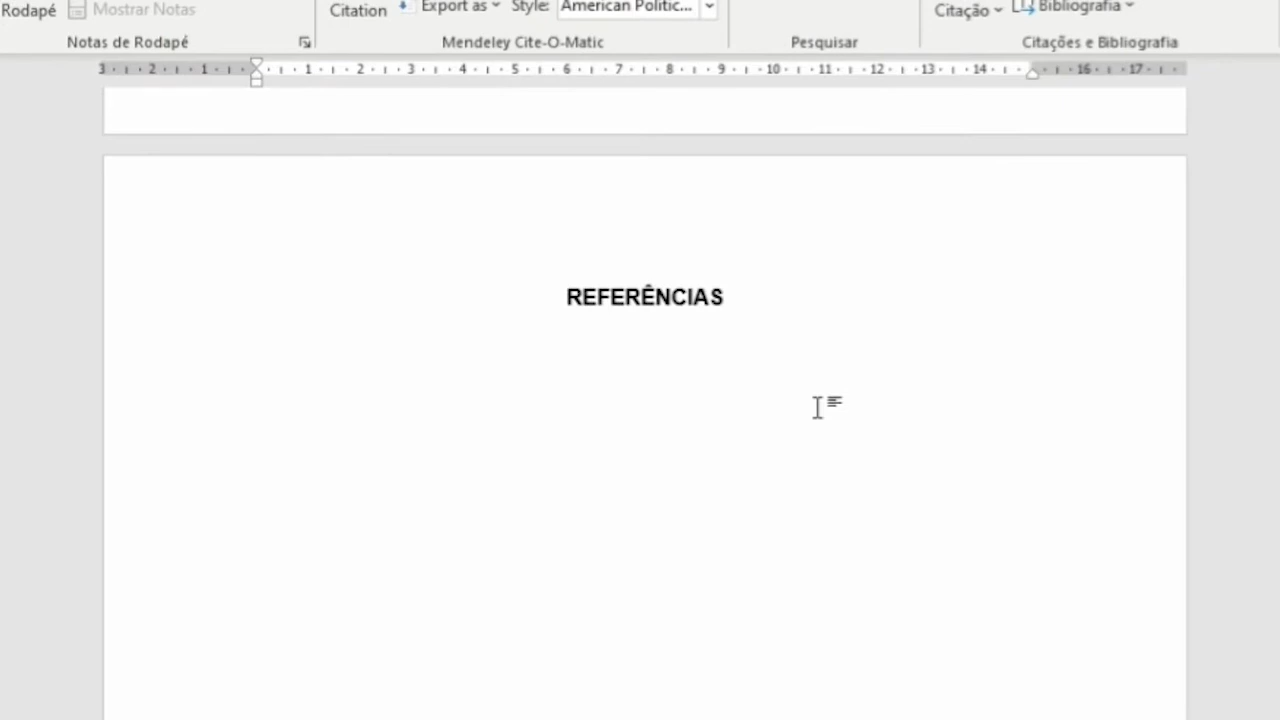 Rodapé Mostrar Notas Citation Export as Style: American Politic... Citação Bibliografia
Notas de Rodapé Mendeley Cite-O-Matic Pesquisar Citações e Bibliografia
3 2 1 1 2 3 4 5 6 7 8 9 10 11 12 13 14 16 17
REFERÊNCIAS